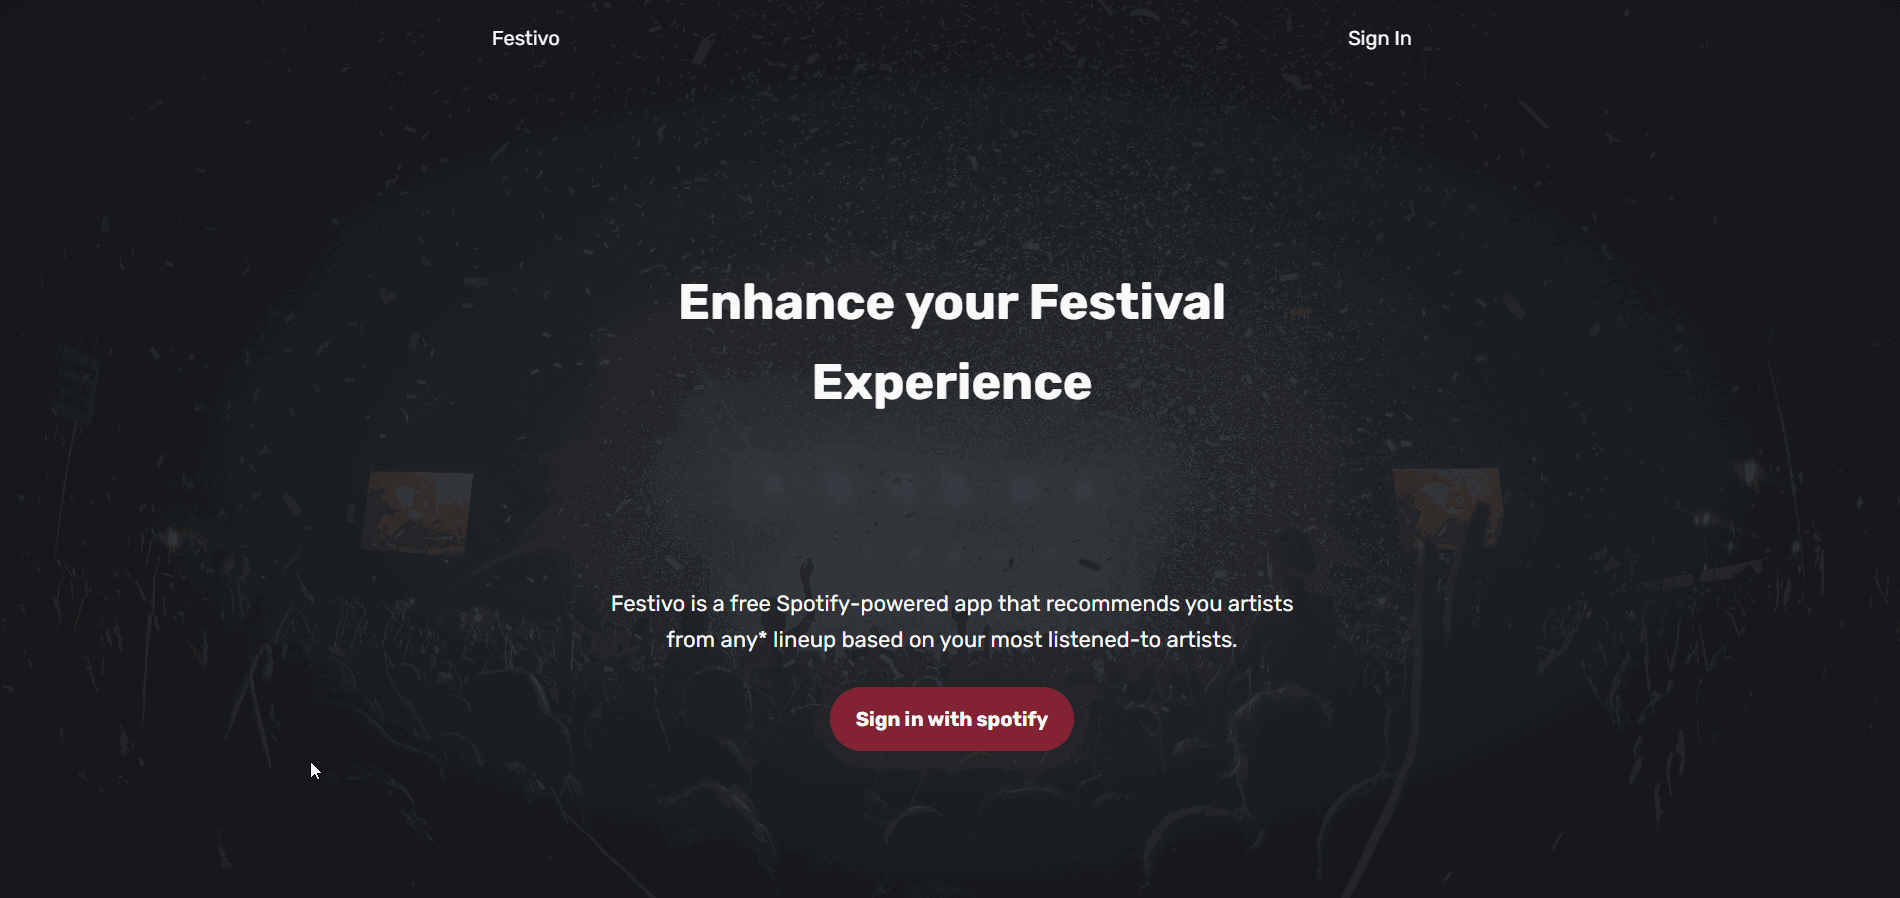 Festivo
Sign In
Enhance your Festival
Experience
Festivo is a free Spotify-powered app that recommends you artists
from any* lineup based on your most listened-to artists.
Sign in with spotify